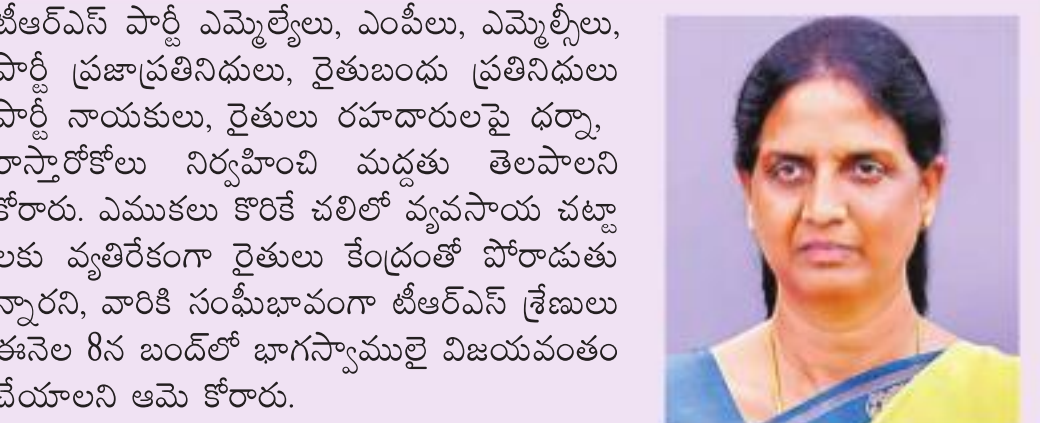 టీఆర్ఎస్ పార్టీ ఎమ్మెల్యేలు, ఎంపీలు, ఎమ్మెల్సీలు,
పార్టీ ప్రజాప్రతినిధులు, రైతుబంధు ప్రతినిధులు
పార్టీ నాయకులు, రైతులు రహదారులపై ధర్నా,
రాస్తారోకోలు నిర్వహించి మద్దతు తెలపాలని
కోరారు. ఎముకలు కొరికే చలిలో వ్యవసాయ చట్టా
లకు వ్యతిరేకంగా రైతులు కేంద్రంతో పోరాడుతు
న్నారని, వారికి సంఘీభావంగా టీఆర్ఎస్ శ్రేణులు
ఈనెల 8న బంద్‌లో భాగస్వాములై విజయవంతం
చేయాలని ఆమె కోరారు.